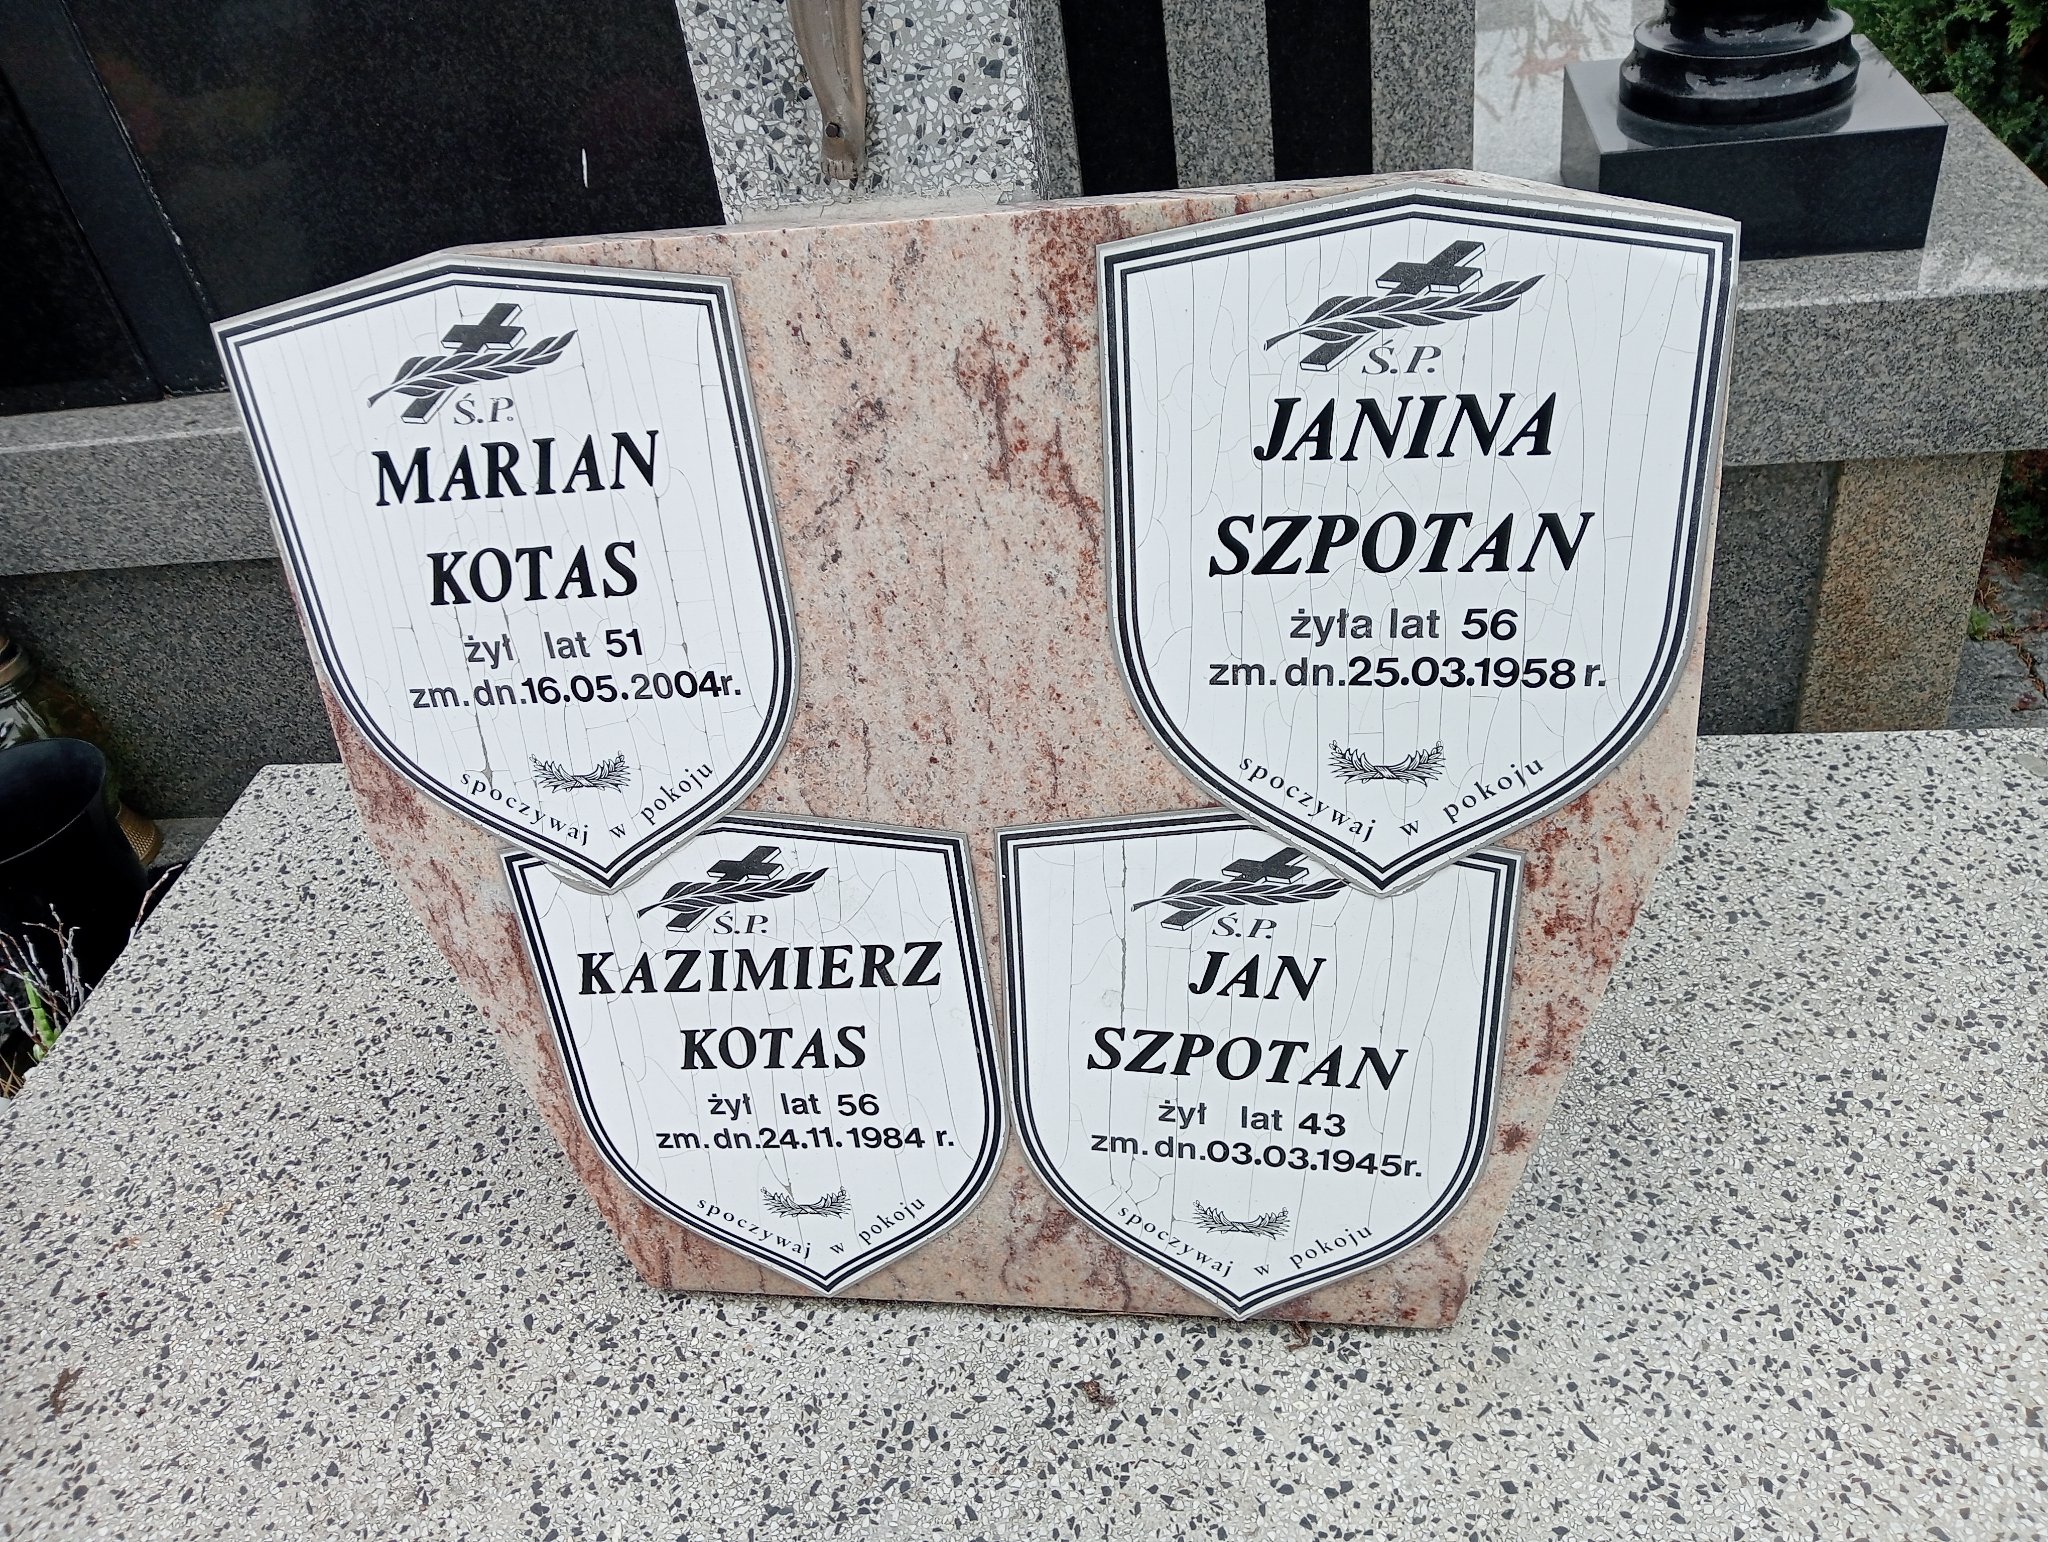 Ś.P.
MARIAN
KOTAS
żył lat 51
zm.dn.16.05.2004r.
spoczywaj w pokoju
Ś.P.
JANINA
SZPOTAN
żyła lat 56
zm.dn.25.03.1958r.
spoczywaj w pokoju
Ś.P.
KAZIMIERZ
KOTAS
żył lat 56
zm.dn.24.11.1984 r.
spoczywaj w pokoju
Ś.P.
JAN
SZPOTAN
żył lat 43
zm.dn.03.03.1945r.
spoczywaj w pokoju